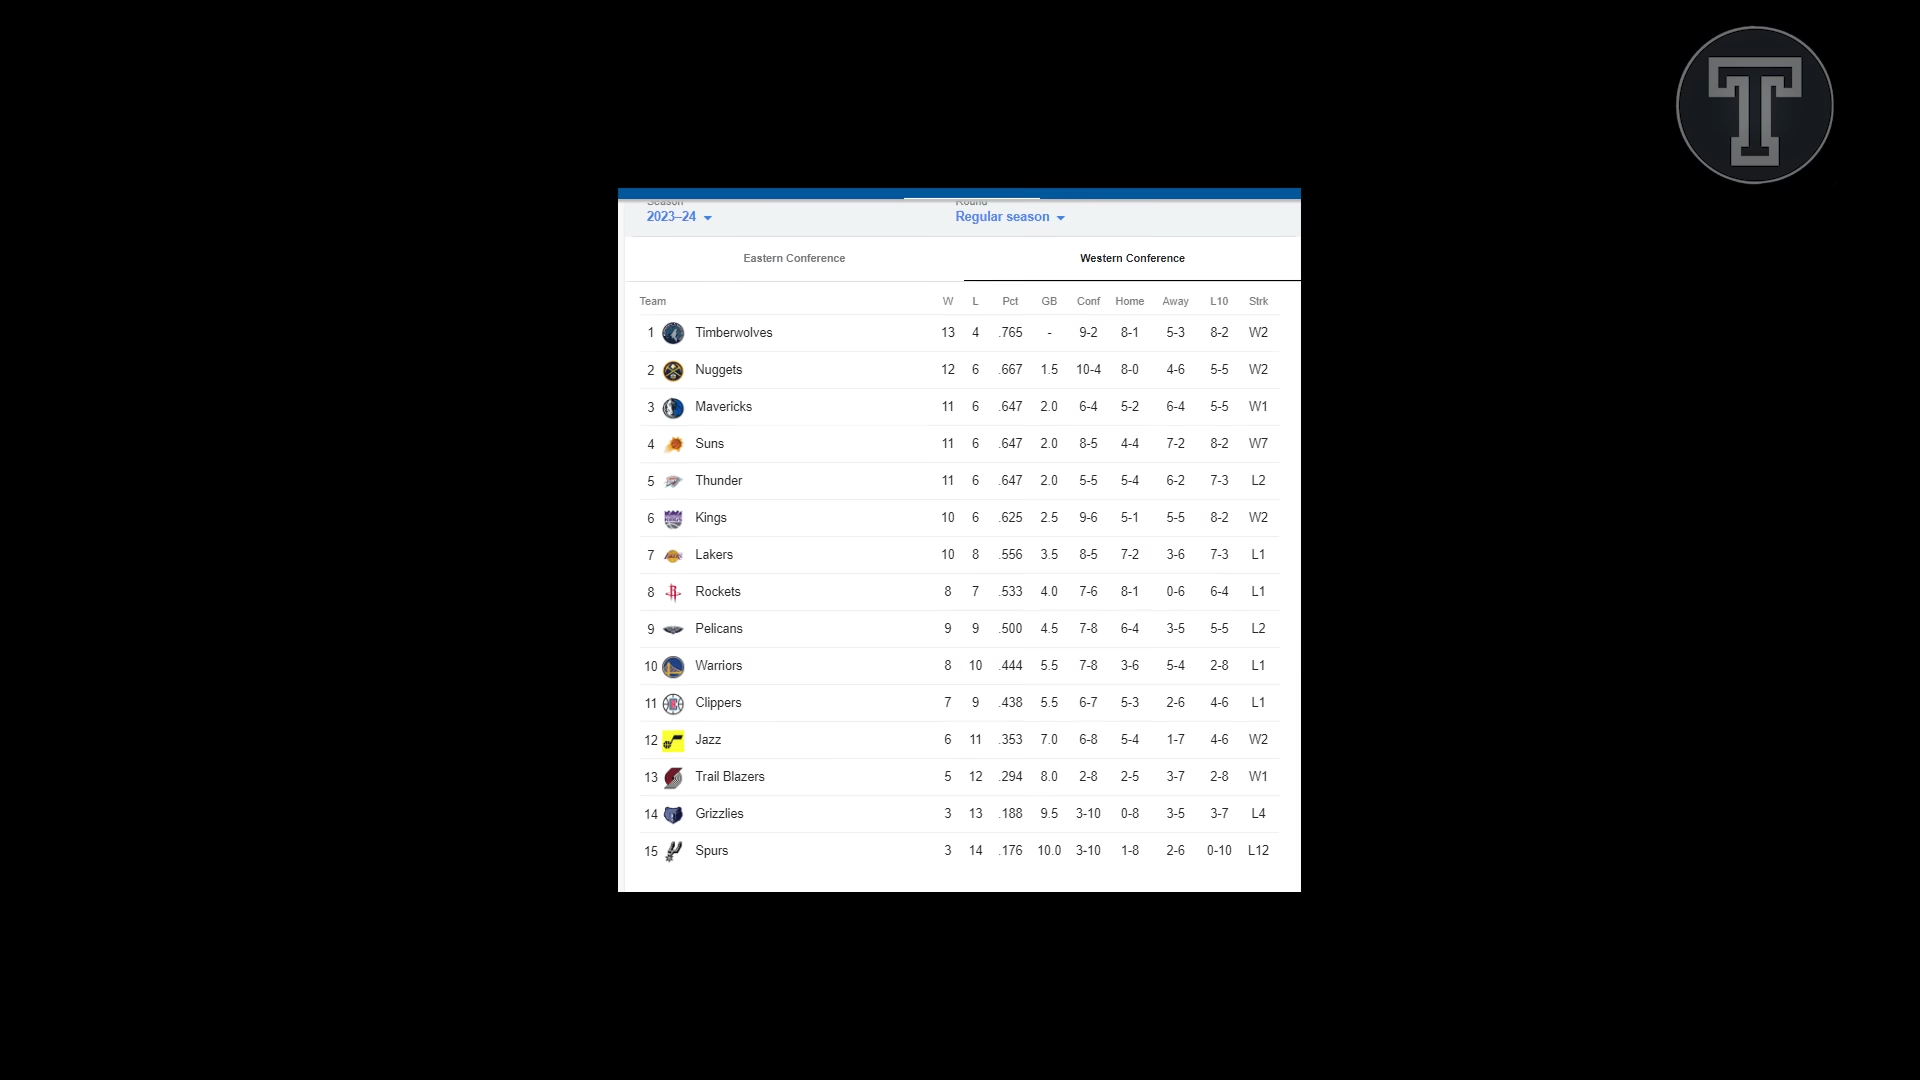 T
Season Round
2023–24 Regular season
Eastern Conference Western Conference
Team W L Pct GB Conf Home Away L10 Strk
1 Timberwolves 13 4 .765 - 9-2 8-1 5-3 8-2 W2
2 Nuggets 12 6 .667 1.5 10-4 8-0 4-6 5-5 W2
3 Mavericks 11 6 .647 2.0 6-4 5-2 6-4 5-5 W1
4 Suns 11 6 .647 2.0 8-5 4-4 7-2 8-2 W7
5 Thunder 11 6 .647 2.0 5-5 5-4 6-2 7-3 L2
6 Kings 10 6 .625 2.5 9-6 5-1 5-5 8-2 W2
7 Lakers 10 8 .556 3.5 8-5 7-2 3-6 7-3 L1
8 Rockets 8 7 .533 4.0 7-6 8-1 0-6 6-4 L1
9 Pelicans 9 9 .500 4.5 7-8 6-4 3-5 5-5 L2
10 Warriors 8 10 .444 5.5 7-8 3-6 5-4 2-8 L1
11 Clippers 7 9 .438 5.5 6-7 5-3 2-6 4-6 L1
12 Jazz 6 11 .353 7.0 6-8 5-4 1-7 4-6 W2
13 Trail Blazers 5 12 .294 8.0 2-8 2-5 3-7 2-8 W1
14 Grizzlies 3 13 .188 9.5 3-10 0-8 3-5 3-7 L4
15 Spurs 3 14 .176 10.0 3-10 1-8 2-6 0-10 L12